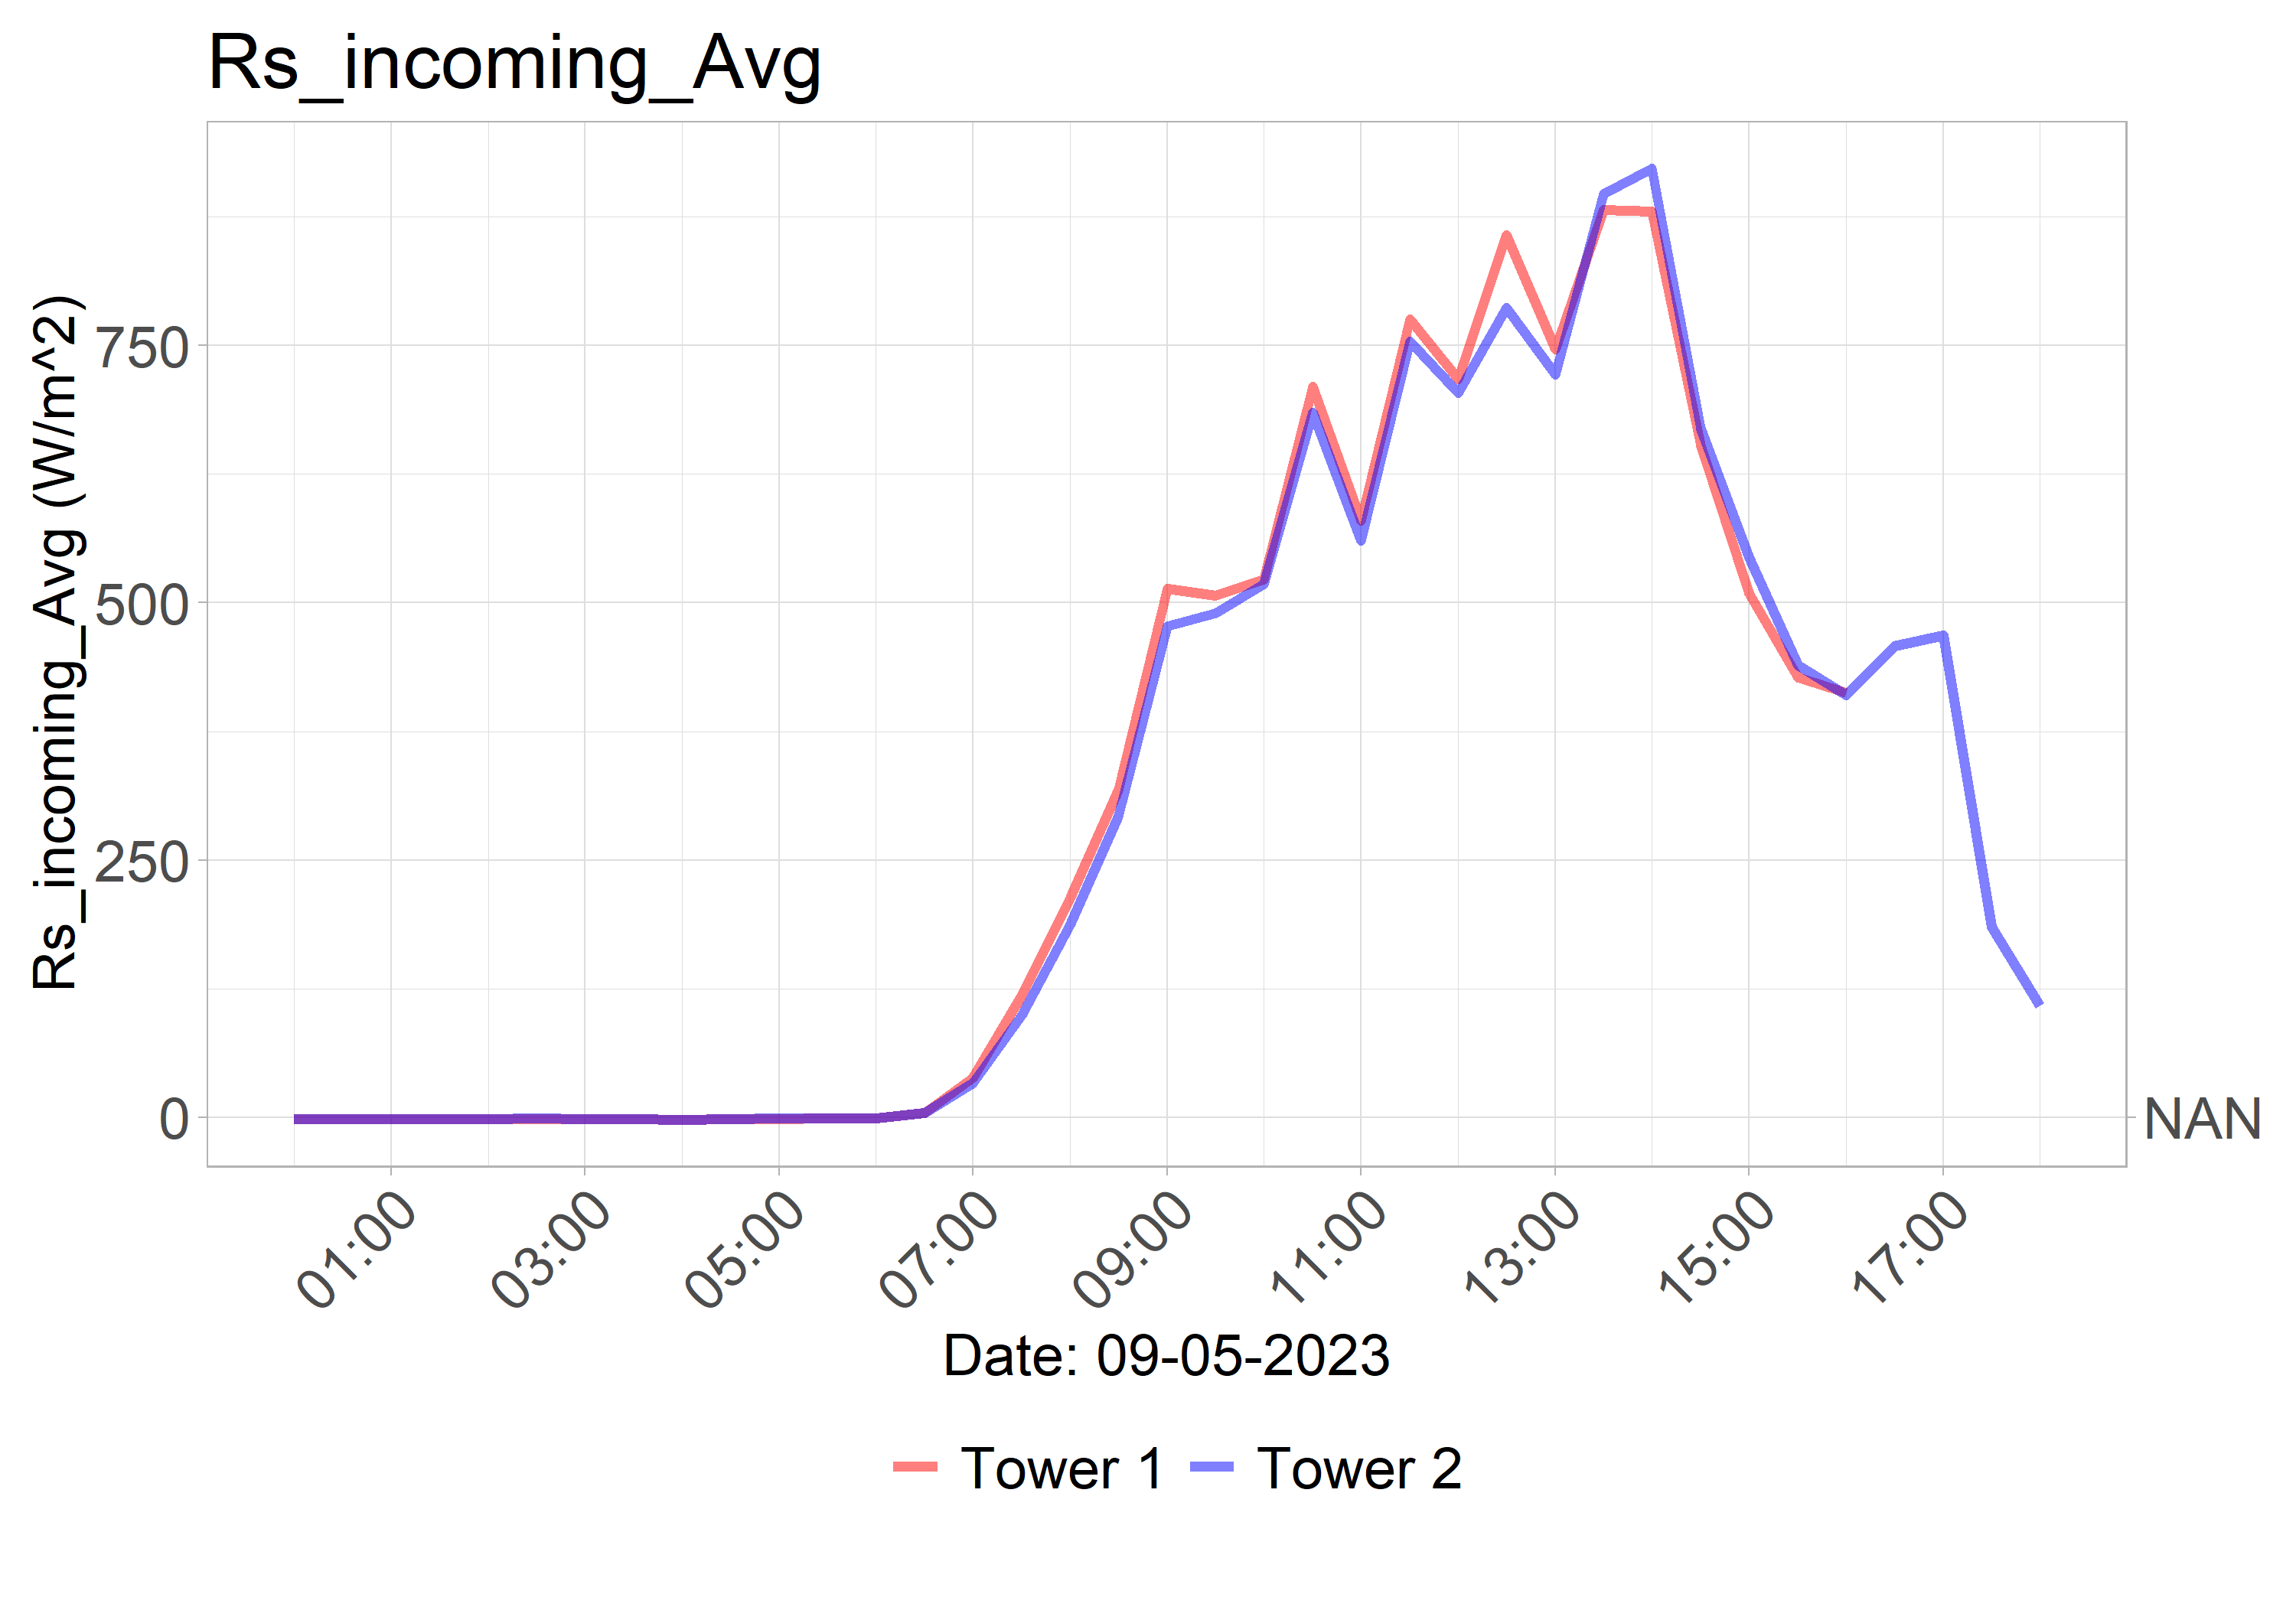 Rs_incoming_Avg
Rs_incoming_Avg (W/m^2)
750
500
250
0
NAN
01:00
03:00
05:00
07:00
09:00
11:00
13:00
15:00
17:00
Date: 09-05-2023
Tower 1
Tower 2